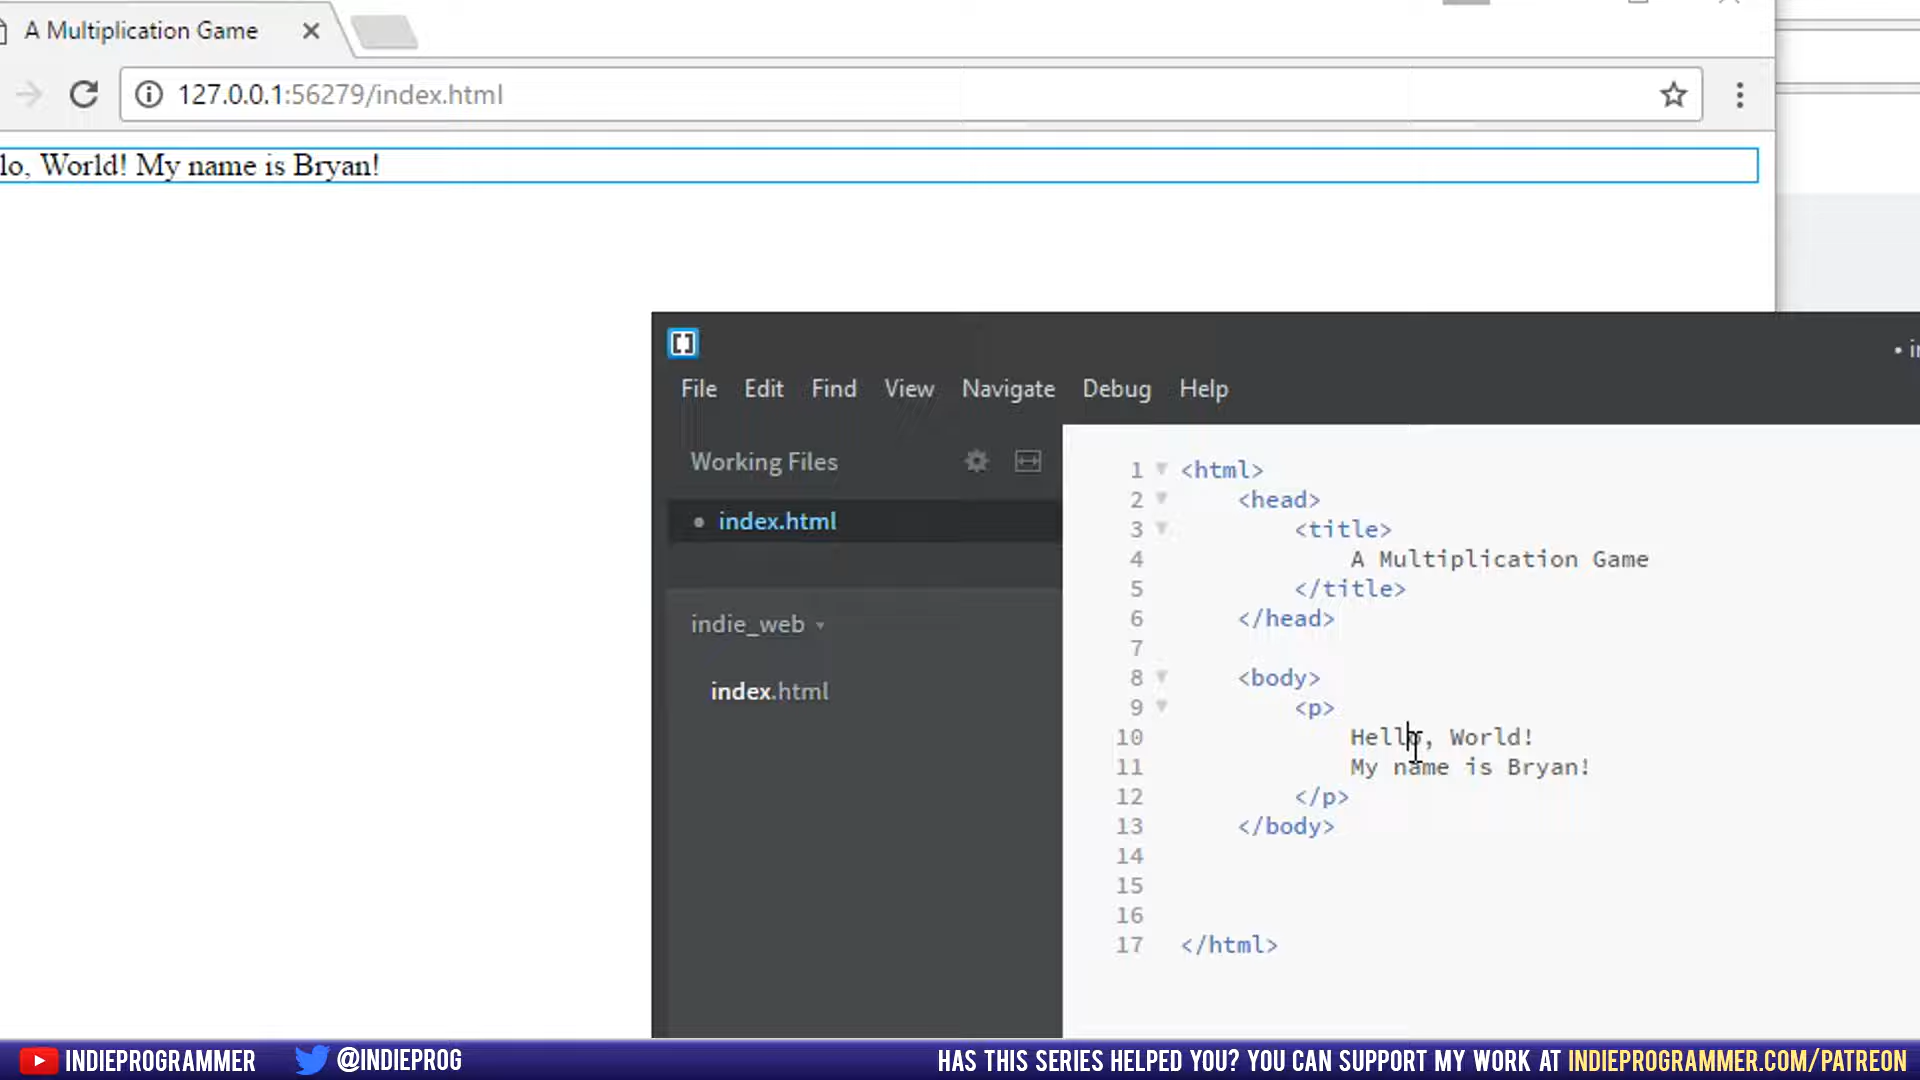 A Multiplication Game
127.0.0.1:56279/index.html
lo, World! My name is Bryan!
File Edit Find View Navigate Debug Help
Working Files
• index.html
indie_web
index.html
1 <html>
2 <head>
3 <title>
4 A Multiplication Game
5 </title>
6 </head>
7
8 <body>
9 <p>
10 Hello, World!
11 My name is Bryan!
12 </p>
13 </body>
14
15
16
17 </html>
INDIEPROGRAMMER @INDIEPROG HAS THIS SERIES HELPED YOU? YOU CAN SUPPORT MY WORK AT INDIEPROGRAMMER.COM/PATREON